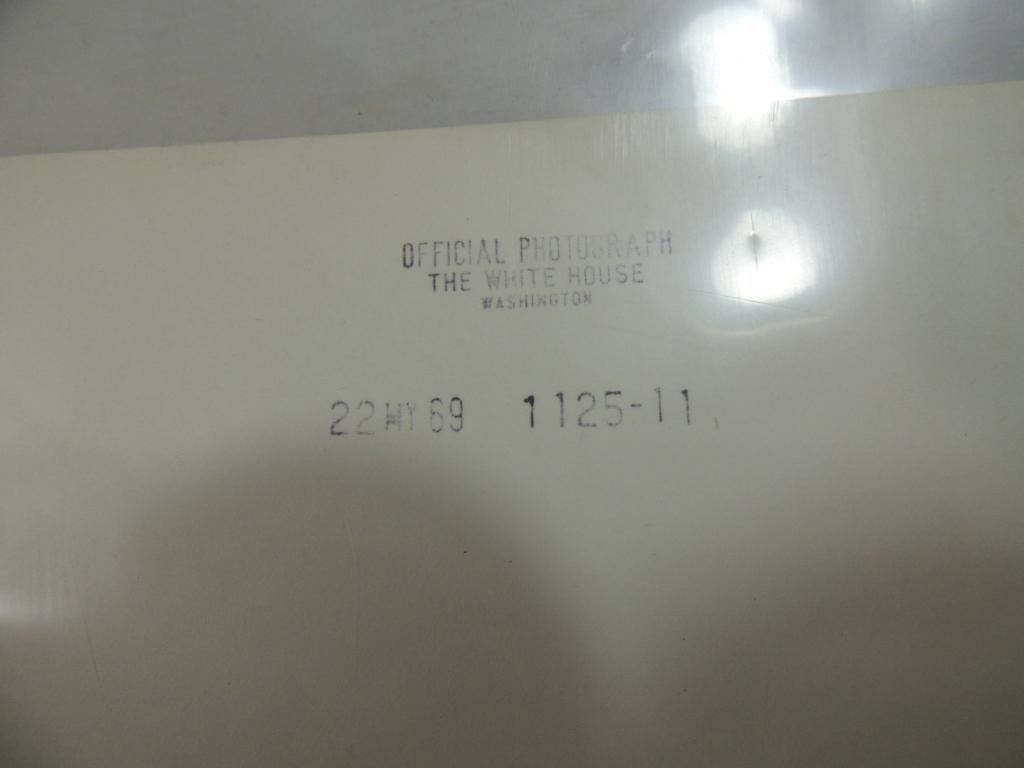 OFFICIAL PHOTOGRAPH
THE WHITE HOUSE
WASHINGTON
22 MY 69 1125-11